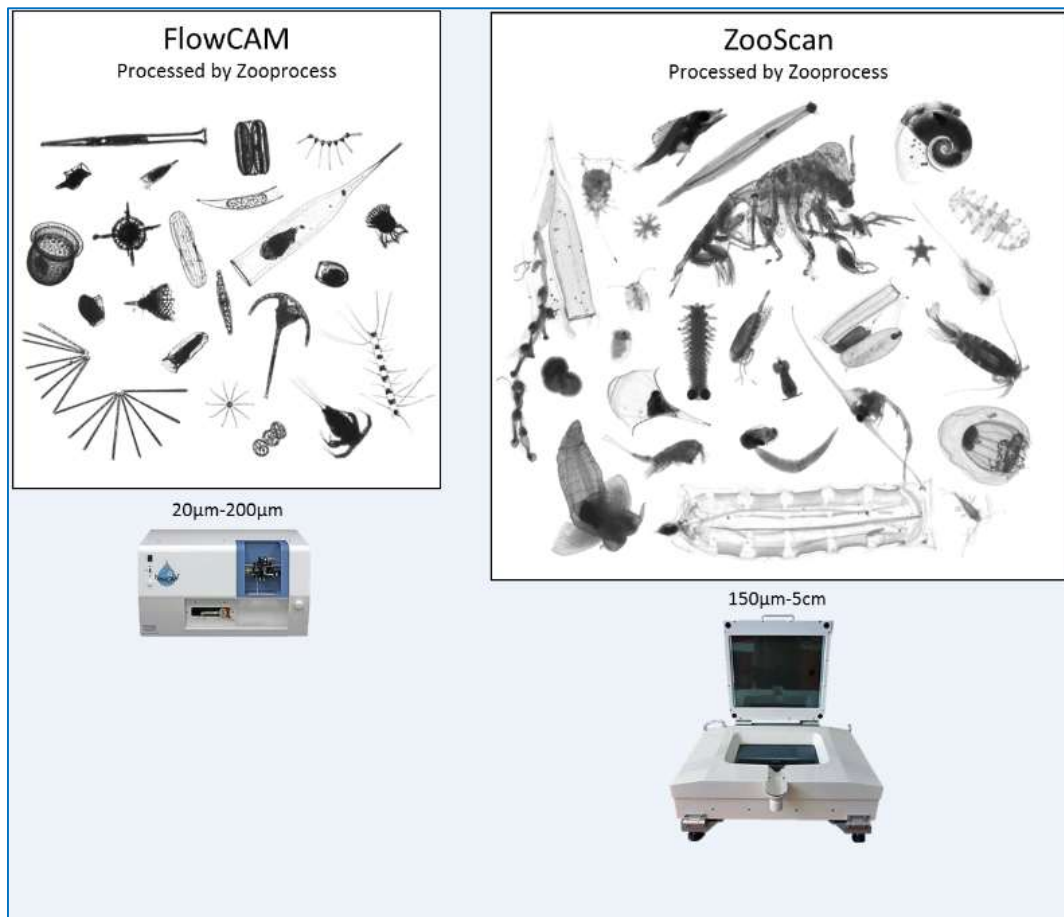 FlowCAM
Processed by Zooprocess
20µm-200µm
ZooScan
Processed by Zooprocess
150µm-5cm